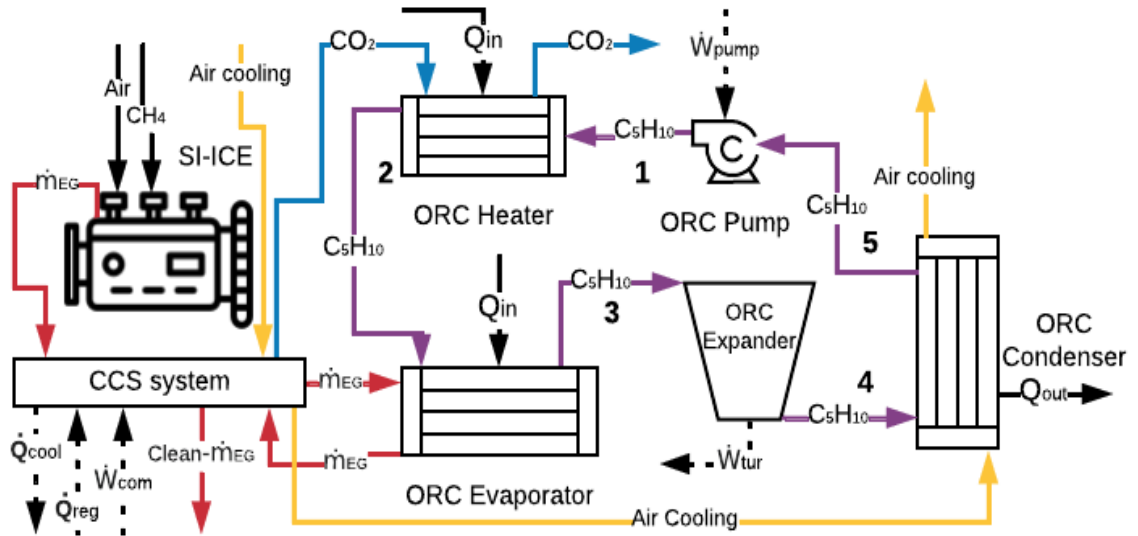 CO₂
Qin
CO₂
Ẇpump
Air cooling
Air
CH₄
SI-ICE
C₅H₁₀
1
2
ṁEG
ORC Heater
ORC Pump
Air cooling
C₅H₁₀
5
C₅H₁₀
Qin
C₅H₁₀
3
ORC
Expander
ORC
Condenser
CCS system
ṁEG
4
C₅H₁₀
Qout
Q̇cool
Clean-ṁEG
ṁEG
Ẇtur
Ẇcom
Q̇reg
ORC Evaporator
Air Cooling